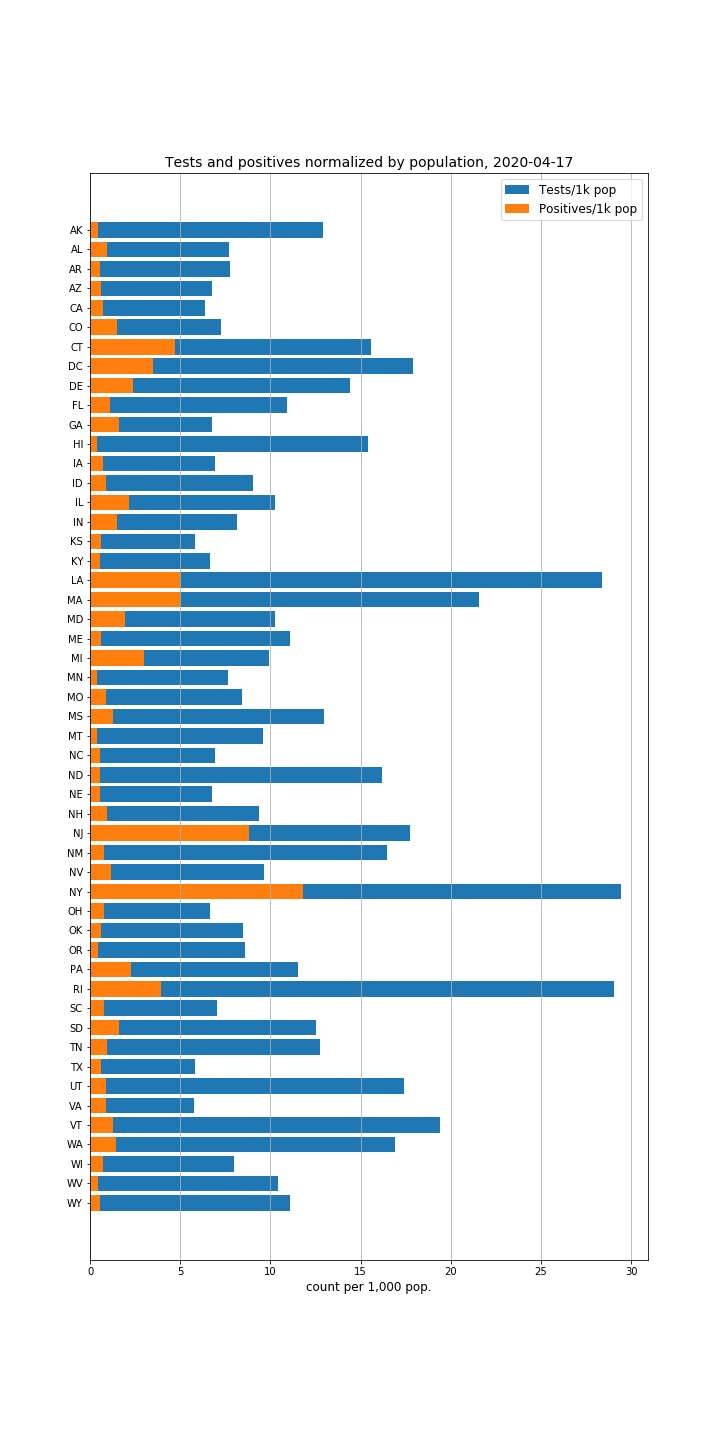 Tests and positives normalized by population, 2020-04-17
Tests/1k pop
Positives/1k pop
AK
AL
AR
AZ
CA
CO
CT
DC
DE
FL
GA
HI
IA
ID
IL
IN
KS
KY
LA
MA
MD
ME
MI
MN
MO
MS
MT
NC
ND
NE
NH
NJ
NM
NV
NY
OH
OK
OR
PA
RI
SC
SD
TN
TX
UT
VA
VT
WA
WI
WV
WY
0 5 10 15 20 25 30
count per 1,000 pop.